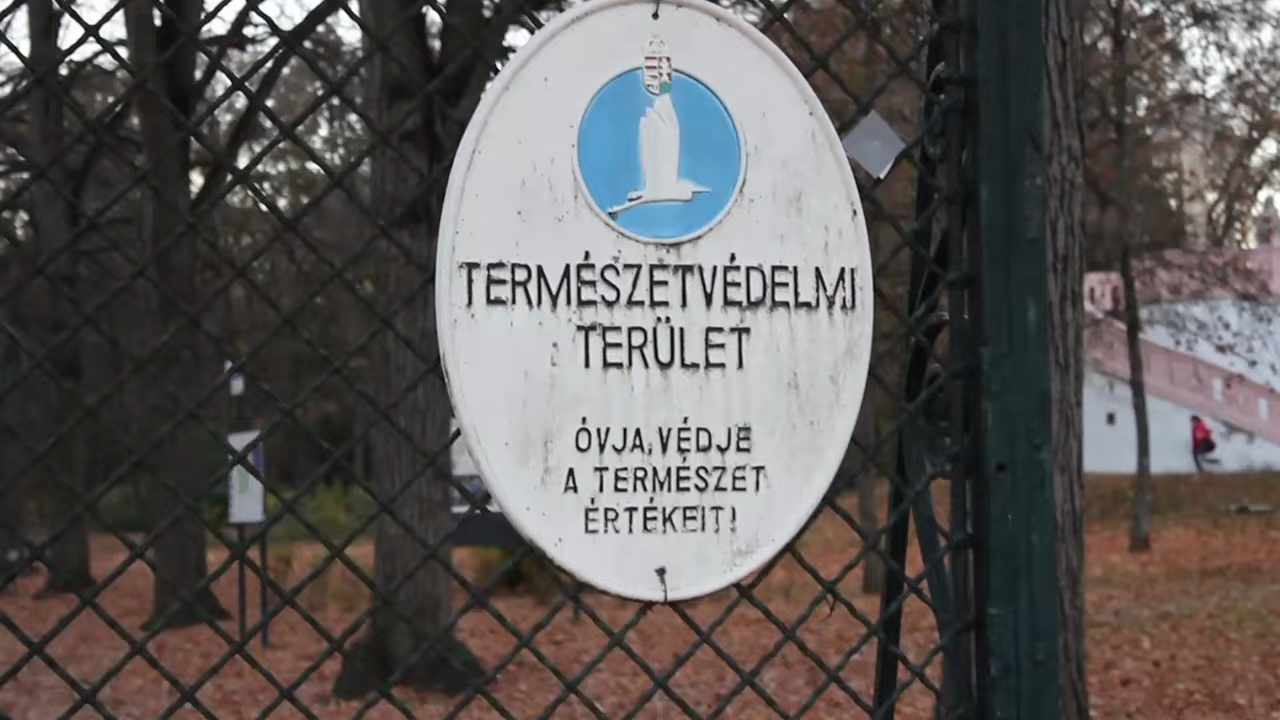 TERMÉSZETVÉDELMI
TERÜLET
ÓVJA,VÉDJE
A TERMÉSZET
ÉRTÉKEIT!